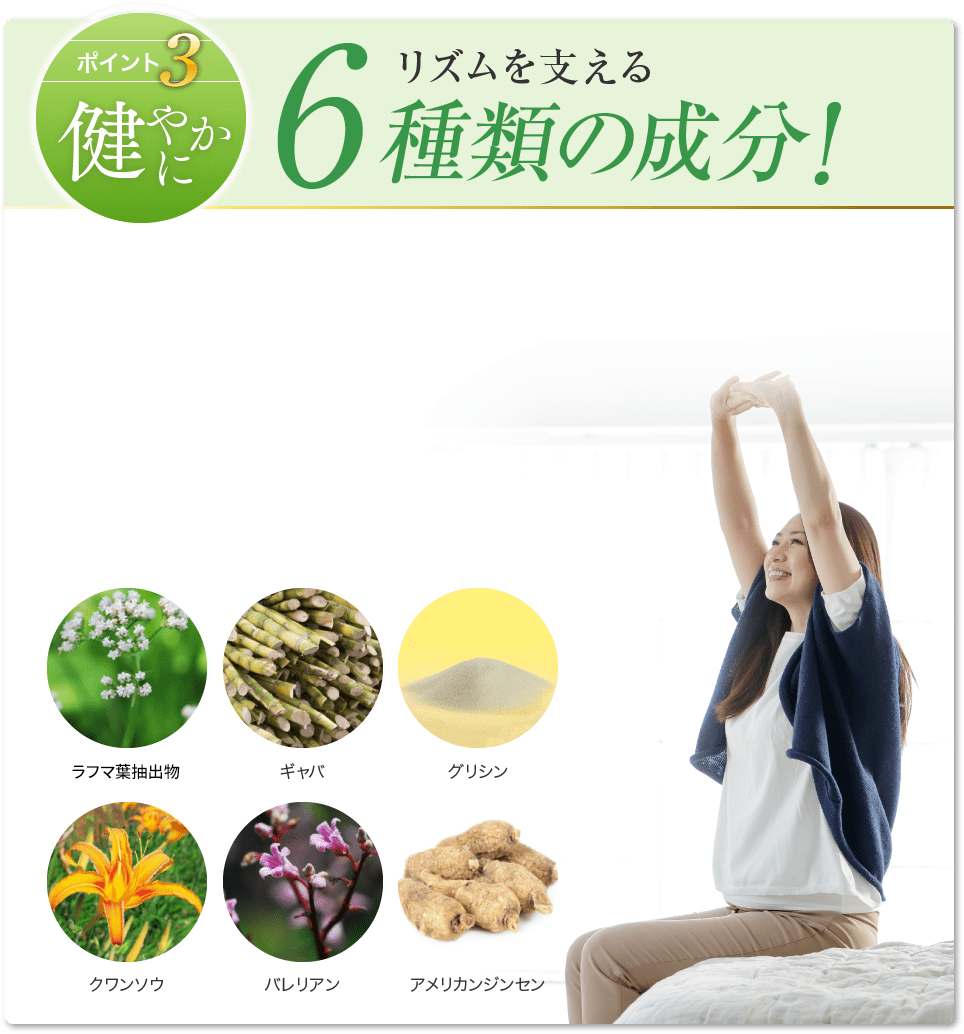 ポイント3
健やかに
リズムを支える
6種類の成分!
ラフマ葉抽出物
ギャバ
グリシン
クワンソウ
バレリアン
アメリカンジンセン